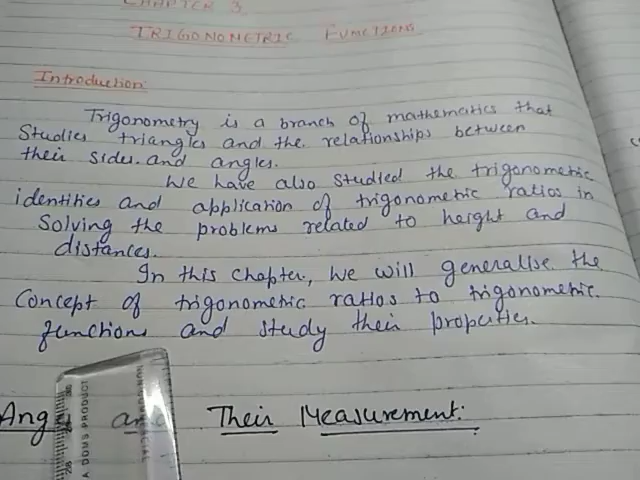 CHAPTER 3
TRIGONOMETRIC FUNCTIONS
Introduction:
Trigonometry is a branch of mathematics that
Studies triangles and the relationships between
their sides and angles.
We have also studied the trigonometric
identities and application of trigonometric ratios in
Solving the problems related to height and
distances.
In this chapter, we will generalise the
Concept of trigonometric ratios to trigonometric
functions and study their properties.
and Their Measurement:
A DOMS PRODUCT